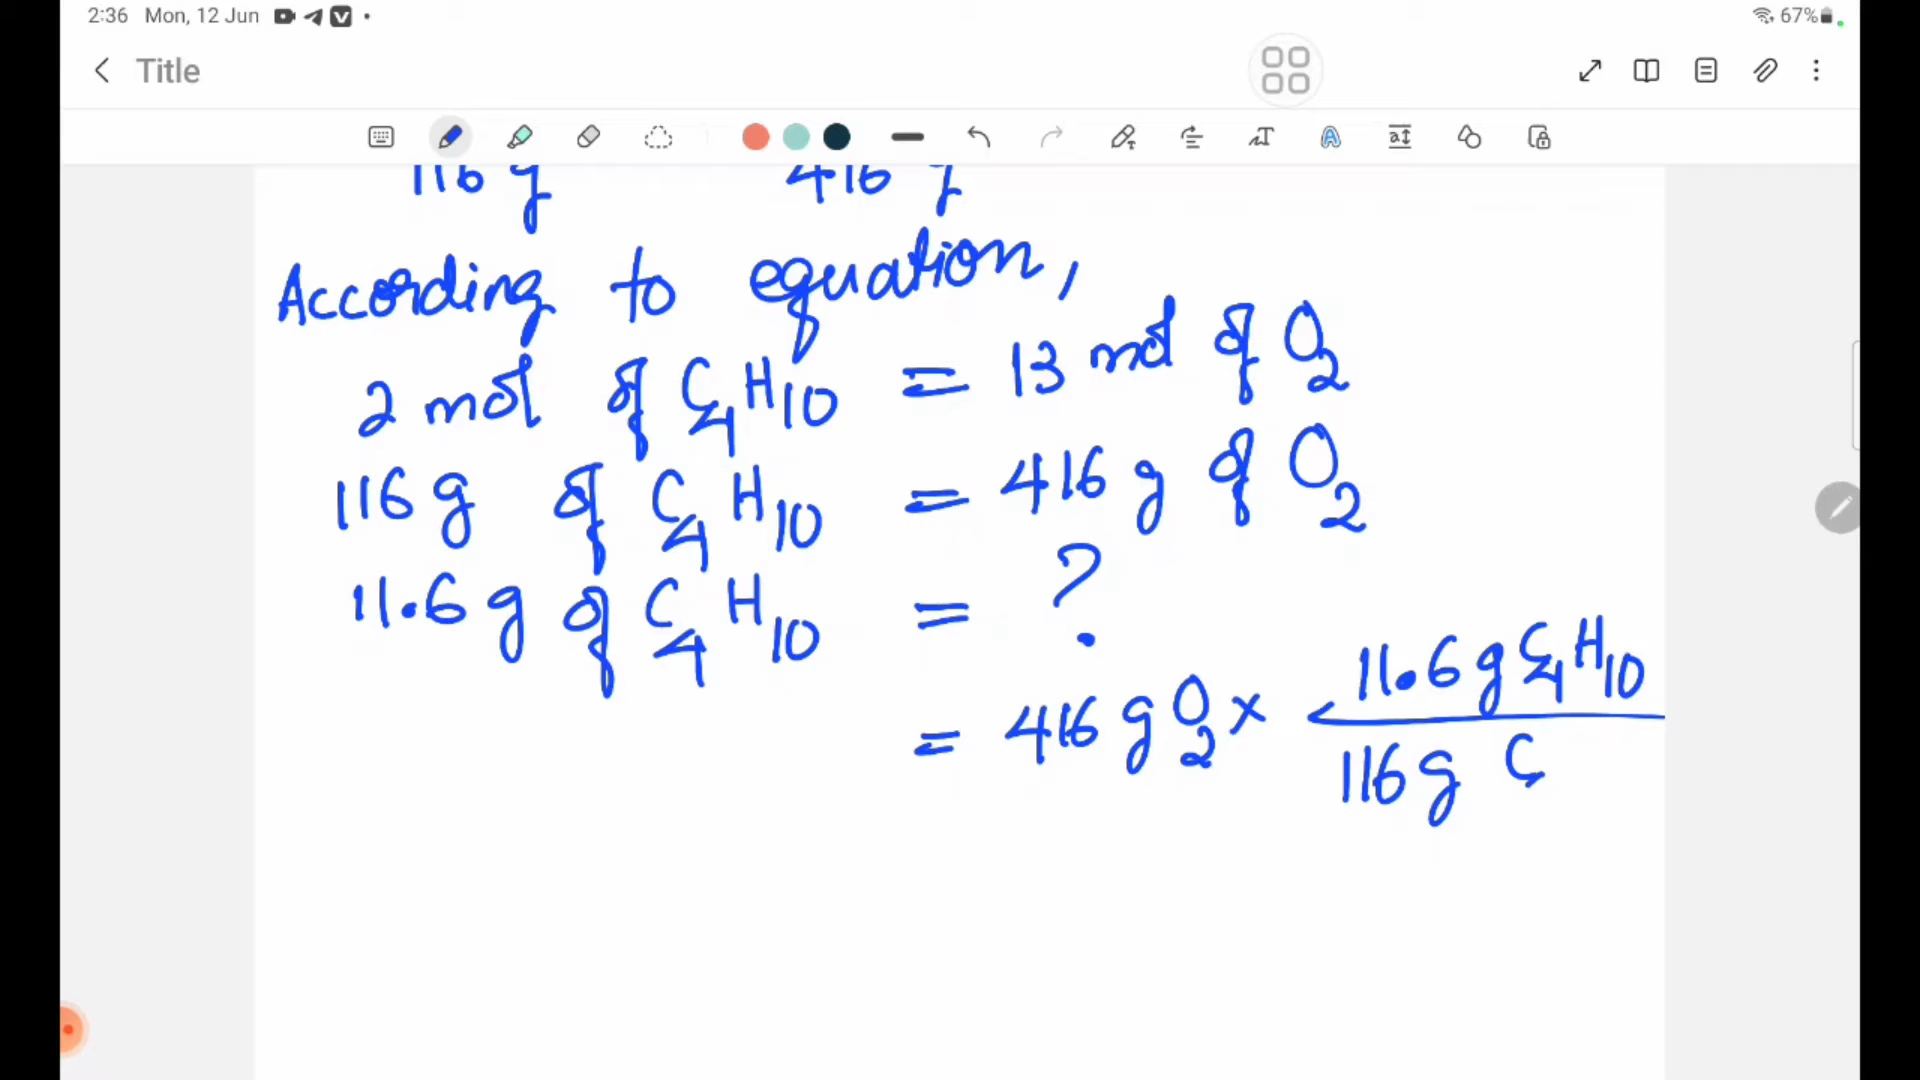 2:36 Mon, 12 Jun
67%
Title
116 g 416 g
According to equation,
2 mol of C₄H₁₀ = 13 mol of O₂
116 g of C₄H₁₀ = 416 g of O₂
11.6 g of C₄H₁₀ = ?
= 416 g O₂ × 11.6 g C₄H₁₀
116 g C